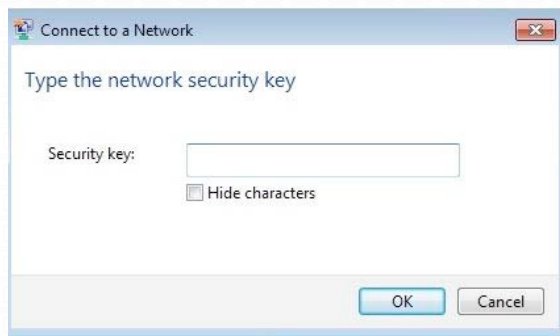 Connect to a Network
Type the network security key
Security key:
Hide characters
OK Cancel